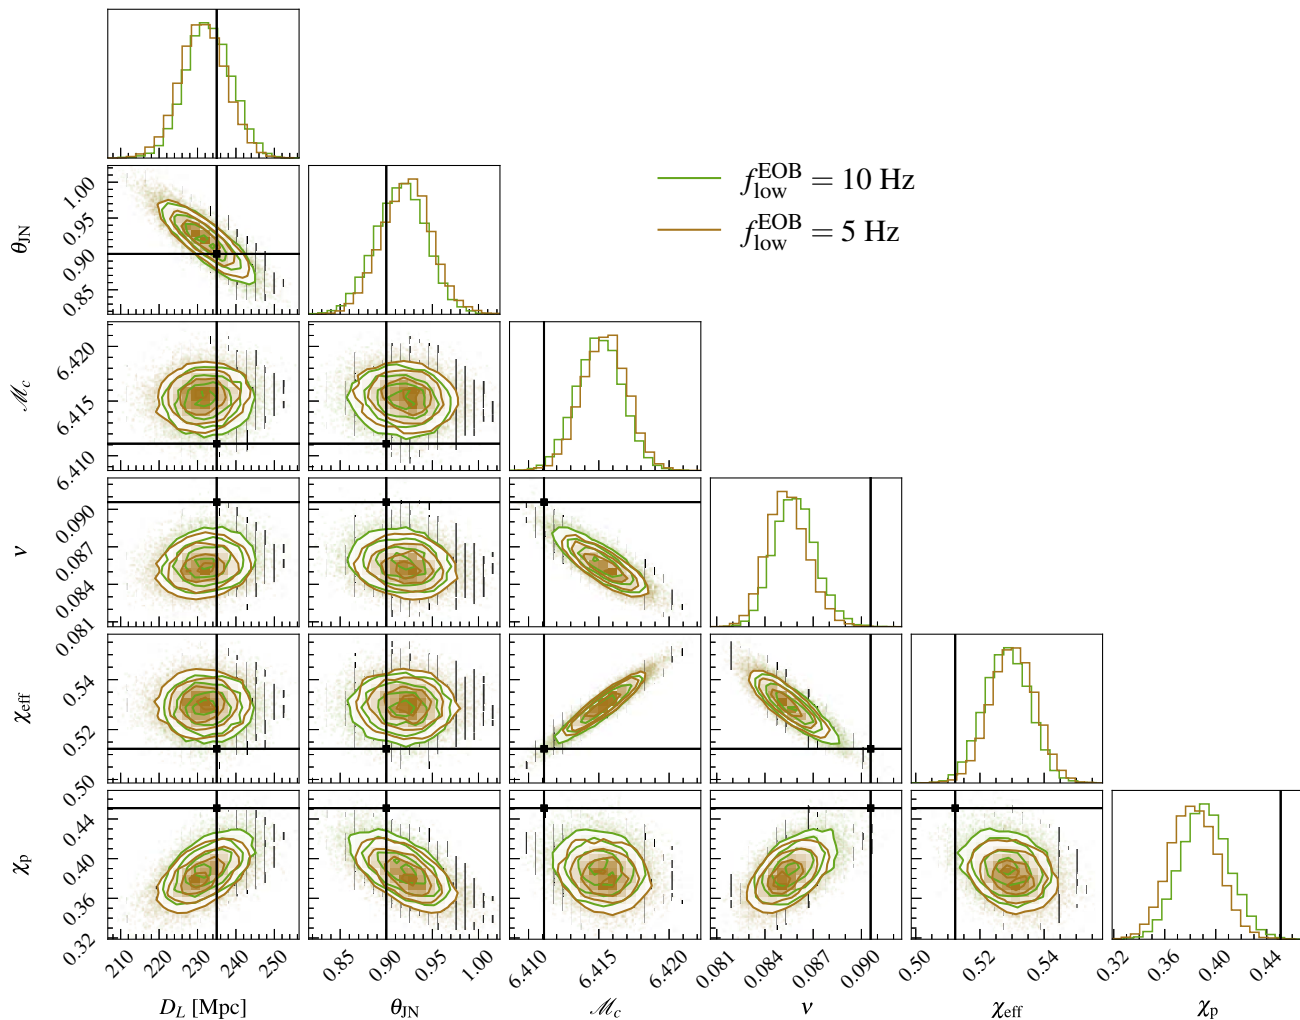 f_low^EOB = 10 Hz
f_low^EOB = 5 Hz
θ_JN
1.00
0.95
0.90
0.85
ℳ_c
6.420
6.415
6.410
ν
0.090
0.087
0.084
0.081
χ_eff
0.54
0.52
0.50
χ_p
0.44
0.40
0.36
0.32
210 220 230 240 250
0.85 0.90 0.95 1.00
6.410 6.415 6.420
0.081 0.084 0.087 0.090
0.50 0.52 0.54
0.32 0.36 0.40 0.44
D_L [Mpc] θ_JN ℳ_c ν χ_eff χ_p